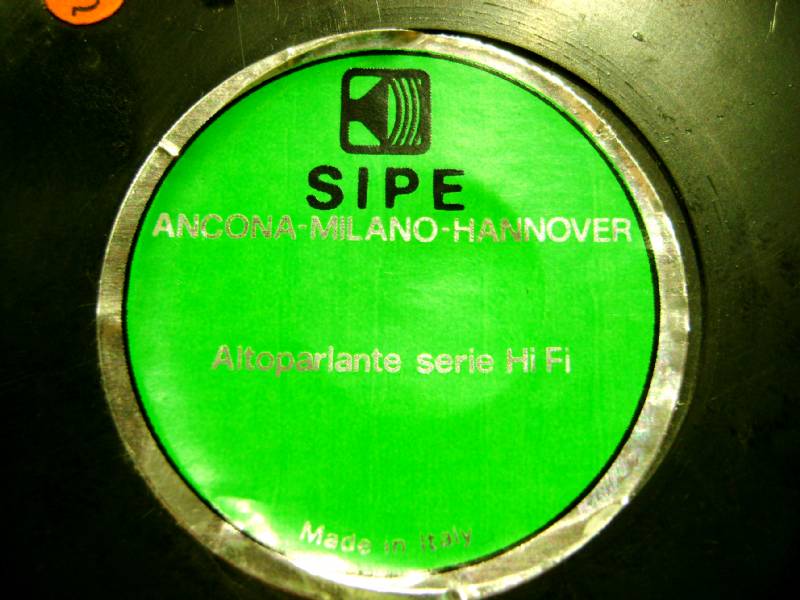 SIPE
ANCONA-MILANO-HANNOVER
Altoparlante serie Hi Fi
Made in Italy